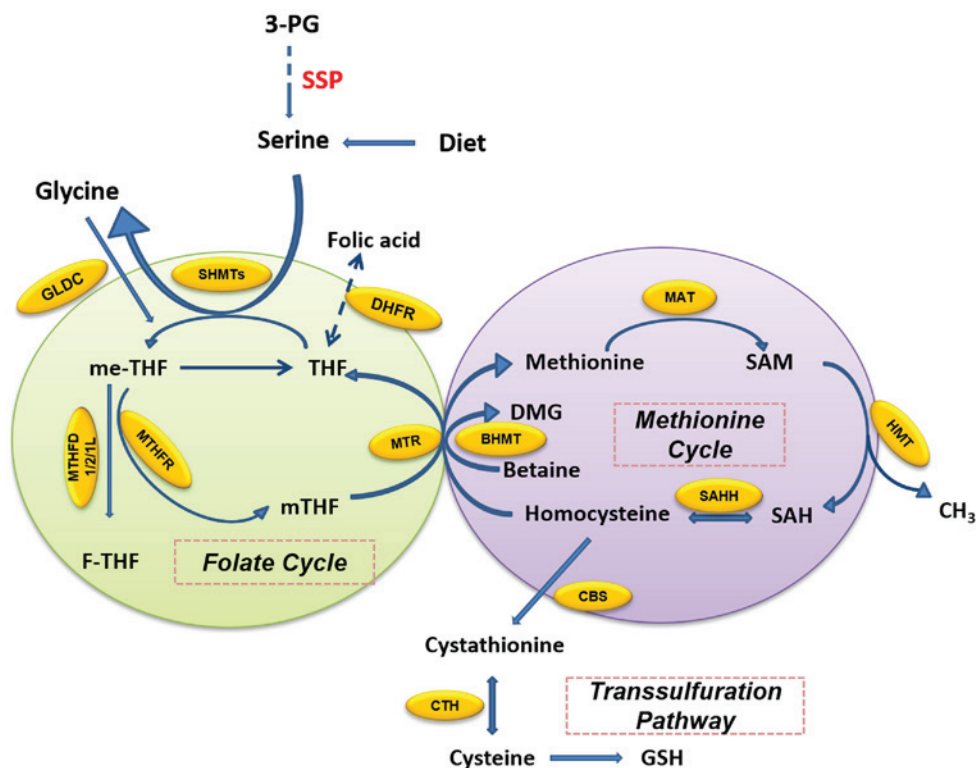 3-PG
SSP
Serine
Diet
Glycine
Folic acid
GLDC
SHMTs
DHFR
MAT
me-THF
THF
Methionine
SAM
DMG
Methionine
Cycle
MTHFD
1/2/1L
MTHFR
MTR
BHMT
HMT
Betaine
mTHF
Homocysteine
SAHH
SAH
CH₃
F-THF
Folate Cycle
CBS
Cystathionine
CTH
Transsulfuration
Pathway
Cysteine
GSH